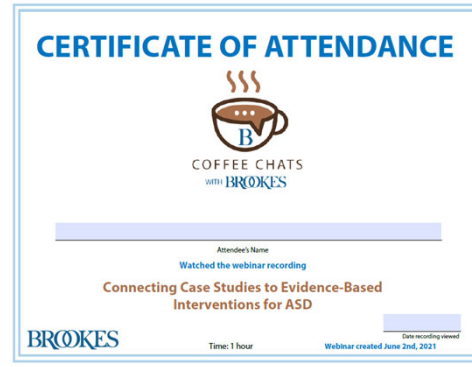 CERTIFICATE OF ATTENDANCE
B
COFFEE CHATS
WITH BROOKES
Attendee's Name
Watched the webinar recording
Connecting Case Studies to Evidence-Based
Interventions for ASD
Date recording viewed
BROOKES
Time: 1 hour
Webinar created June 2nd, 2021